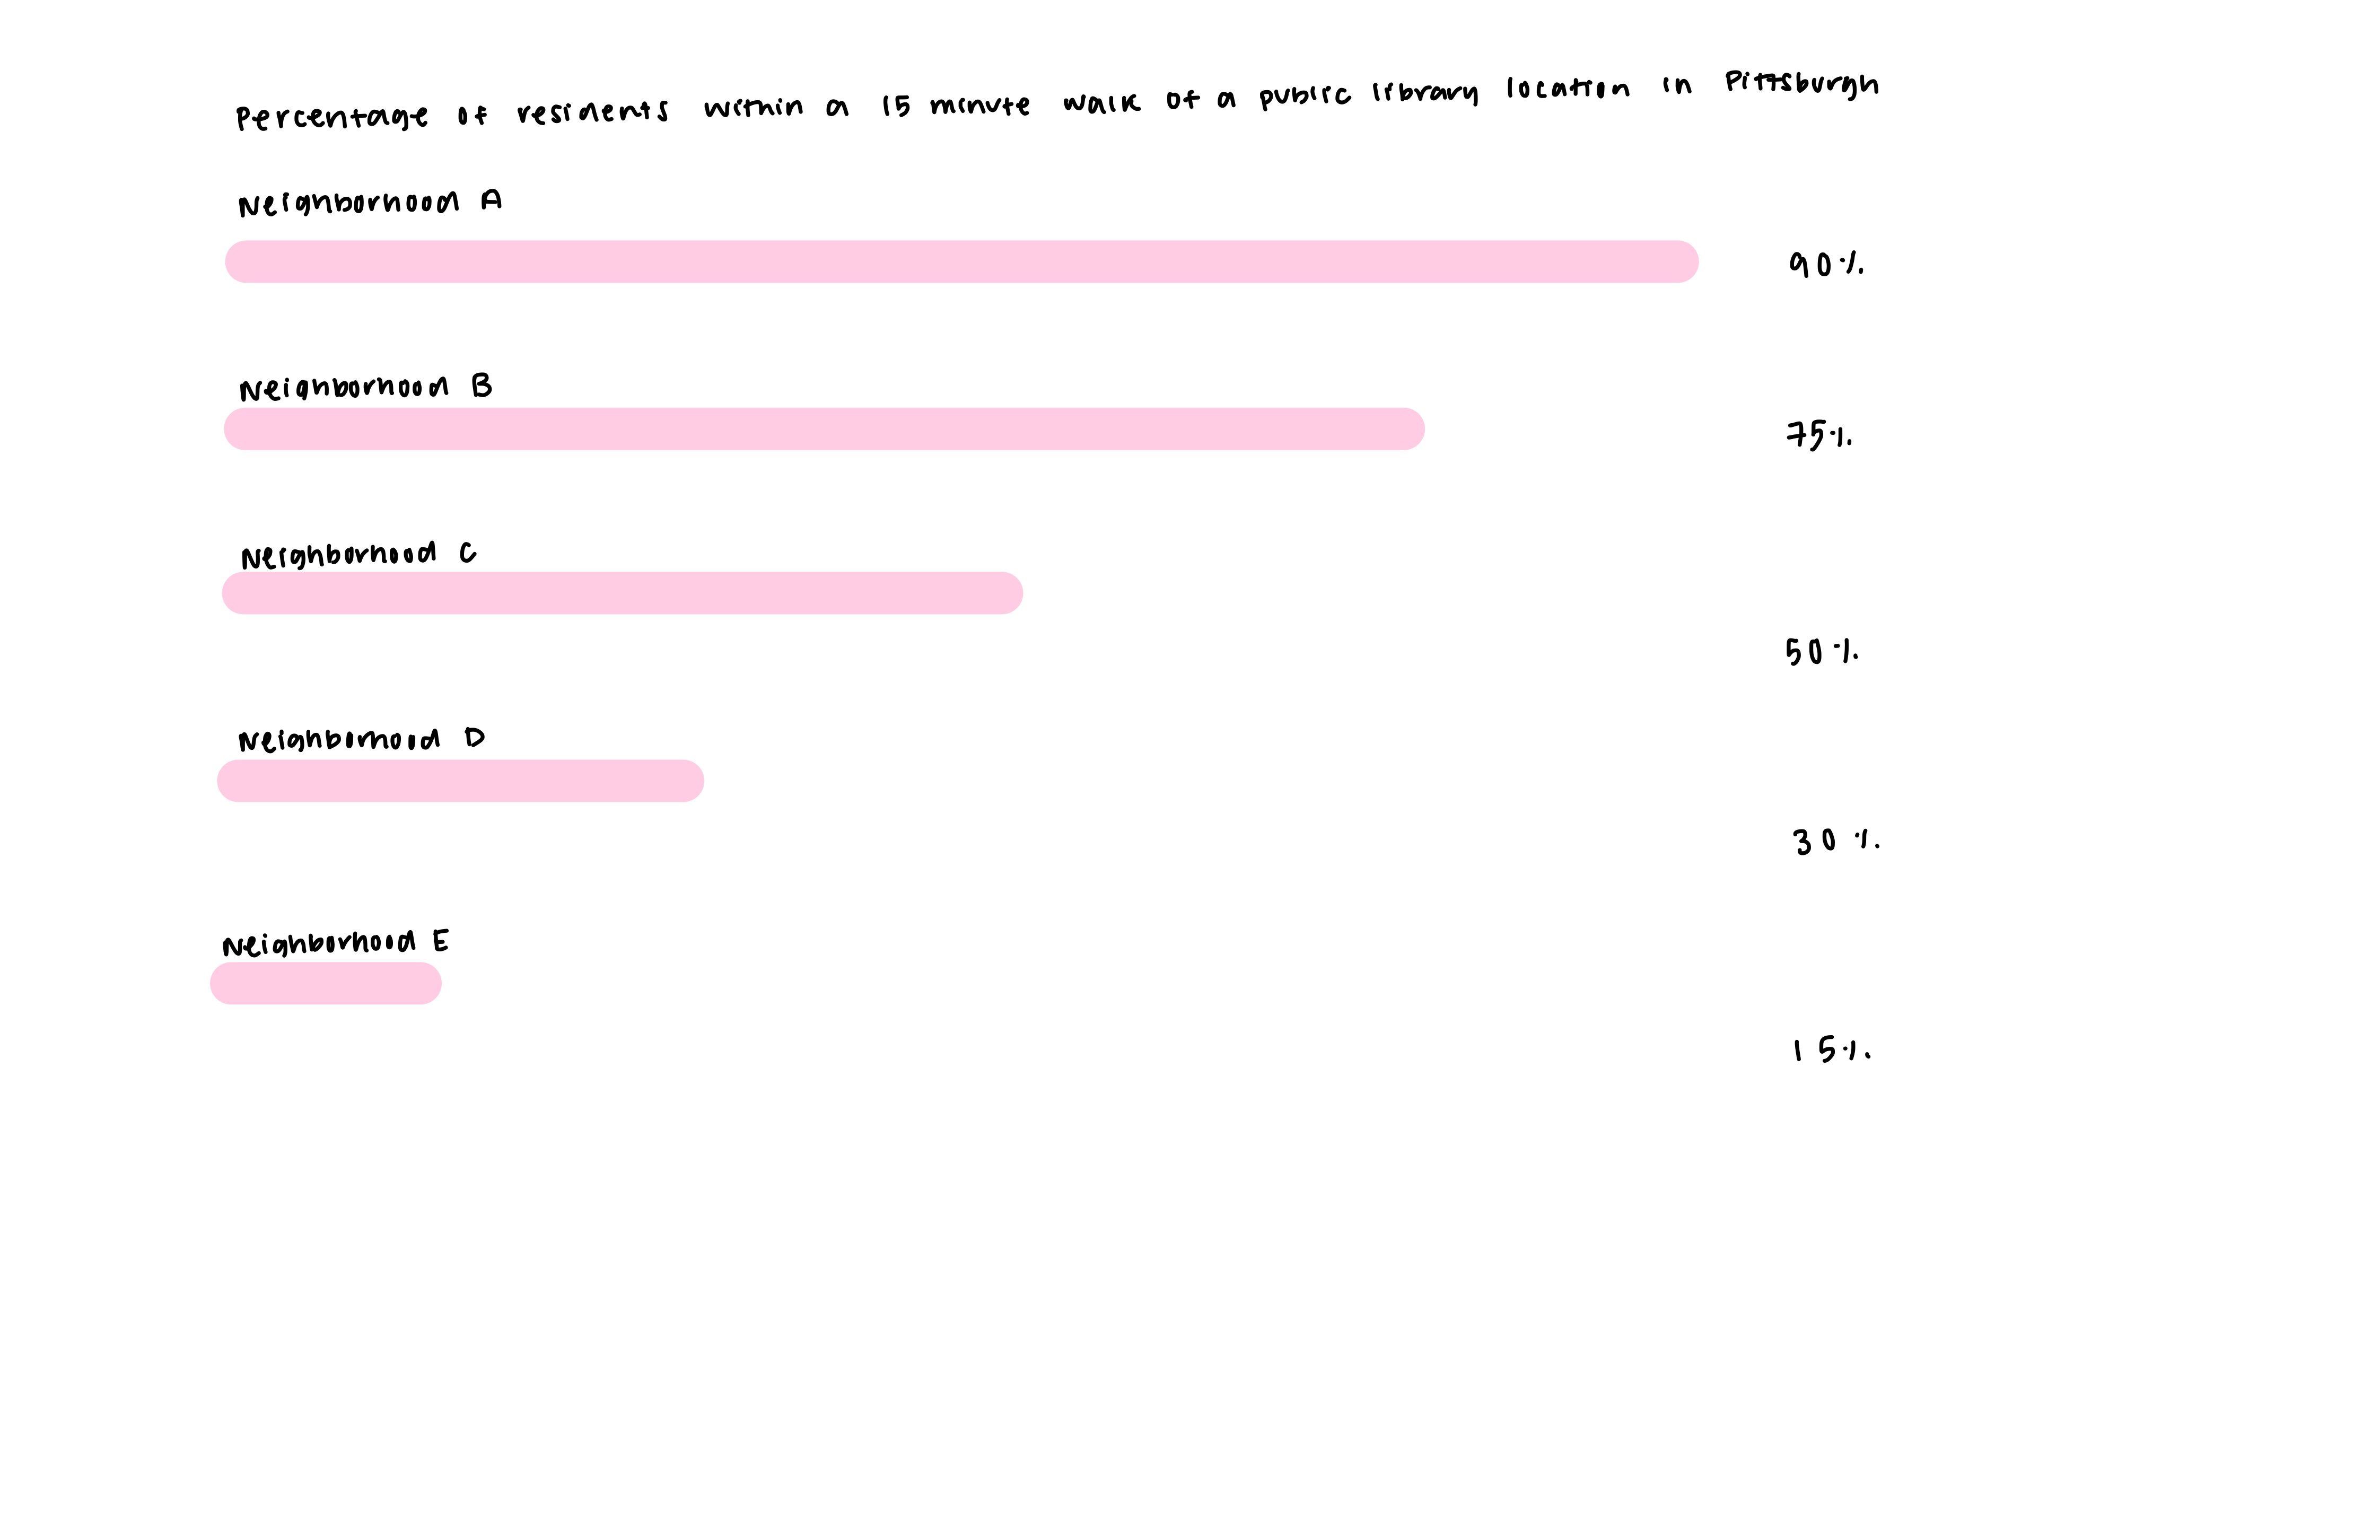 Percentage of residents within a 15 minute walk of a public library location in Pittsburgh
Neighborhood A
90%
Neighborhood B
75%
Neighborhood C
50%
Neighborhood D
30%
Neighborhood E
15%